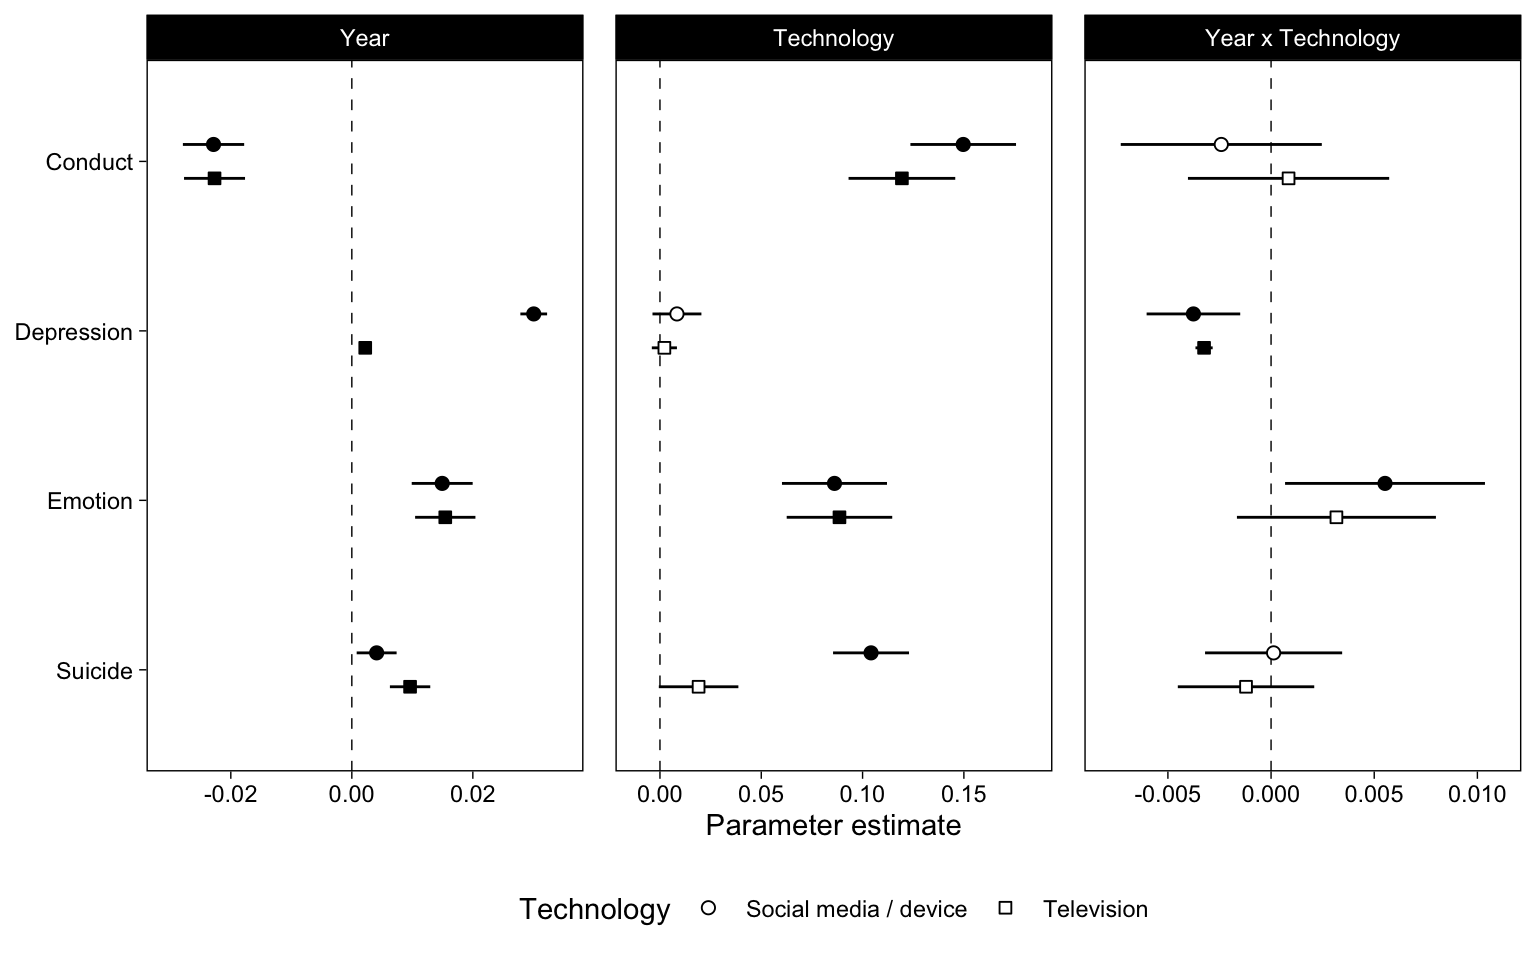 Year Technology Year x Technology
Conduct
Depression
Emotion
Suicide
-0.02 0.00 0.02 0.00 0.05 0.10 0.15 -0.005 0.000 0.005 0.010
Parameter estimate
Technology Social media / device Television